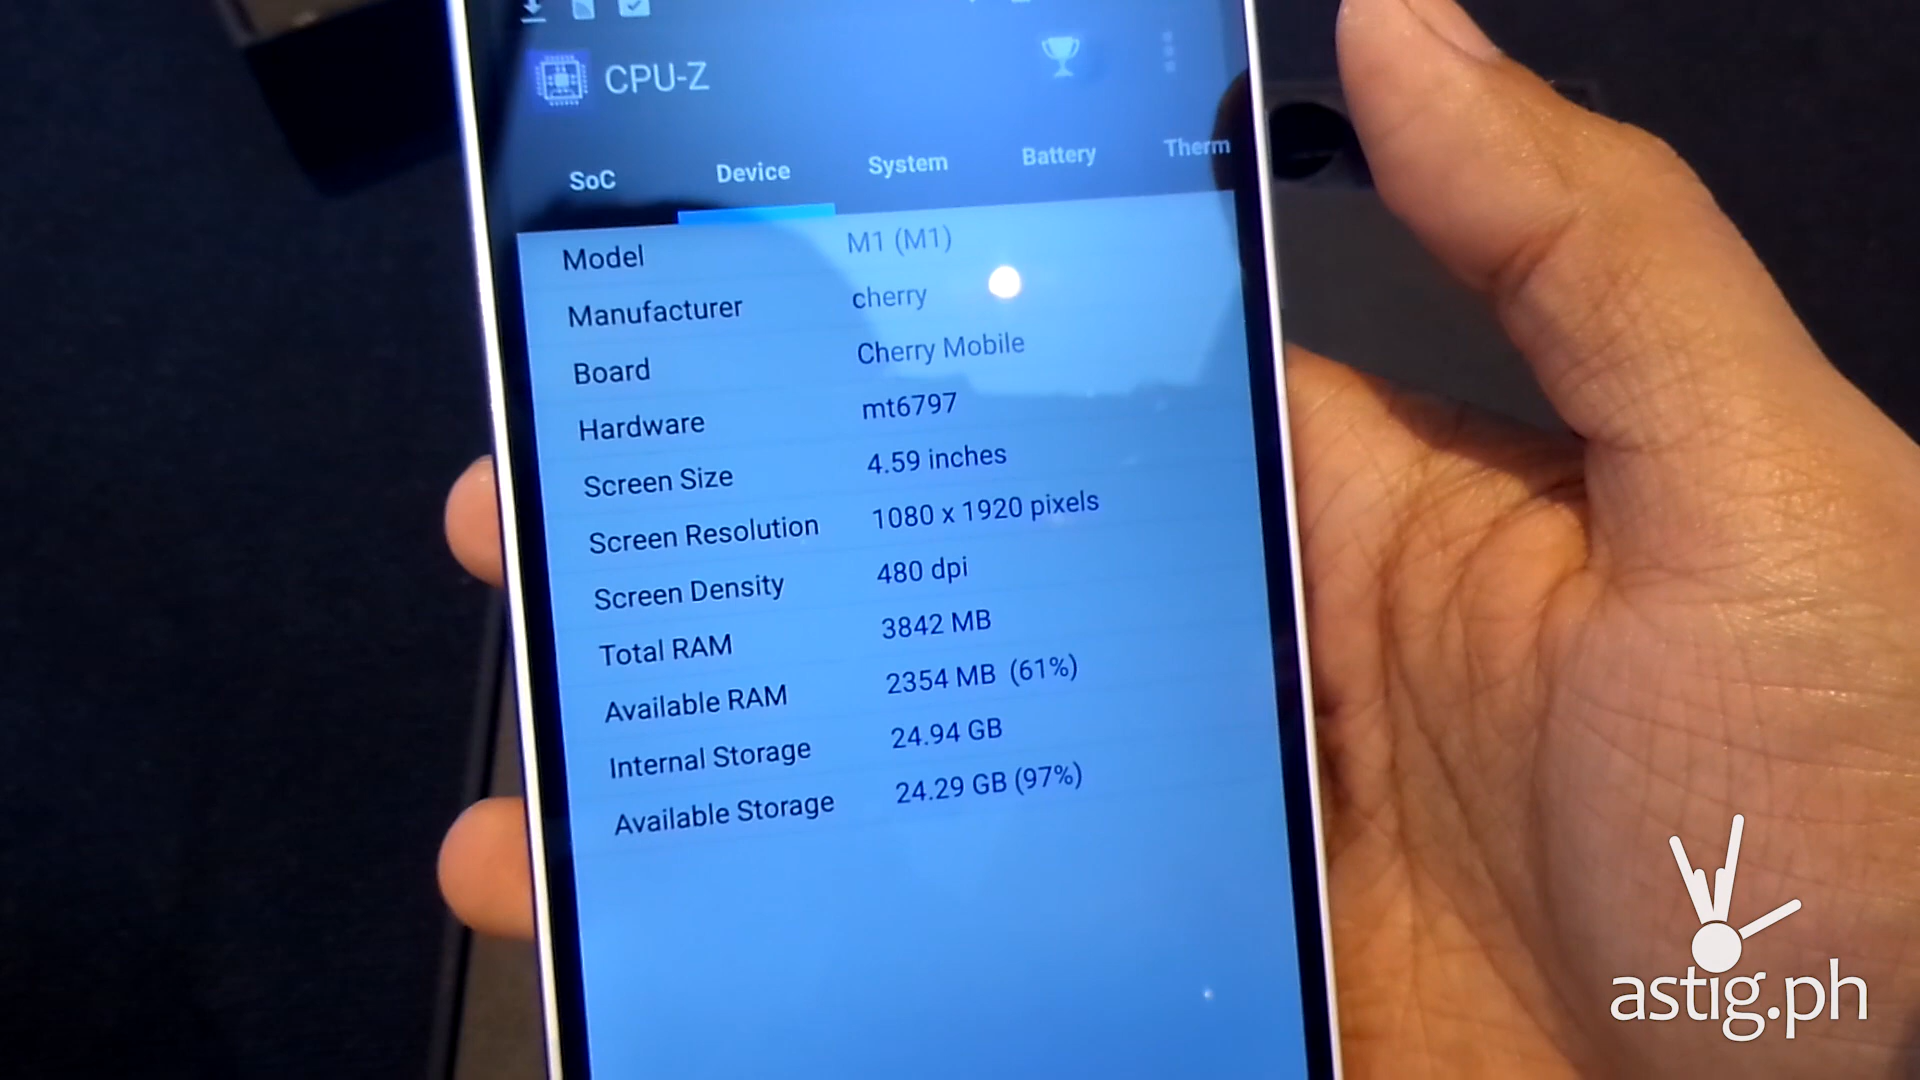 CPU-Z
SoC Device System Battery Therm
Model M1 (M1)
Manufacturer cherry
Board Cherry Mobile
Hardware mt6797
Screen Size 4.59 inches
Screen Resolution 1080 x 1920 pixels
Screen Density 480 dpi
Total RAM 3842 MB
Available RAM 2354 MB (61%)
Internal Storage 24.94 GB
Available Storage 24.29 GB (97%)
astig.ph